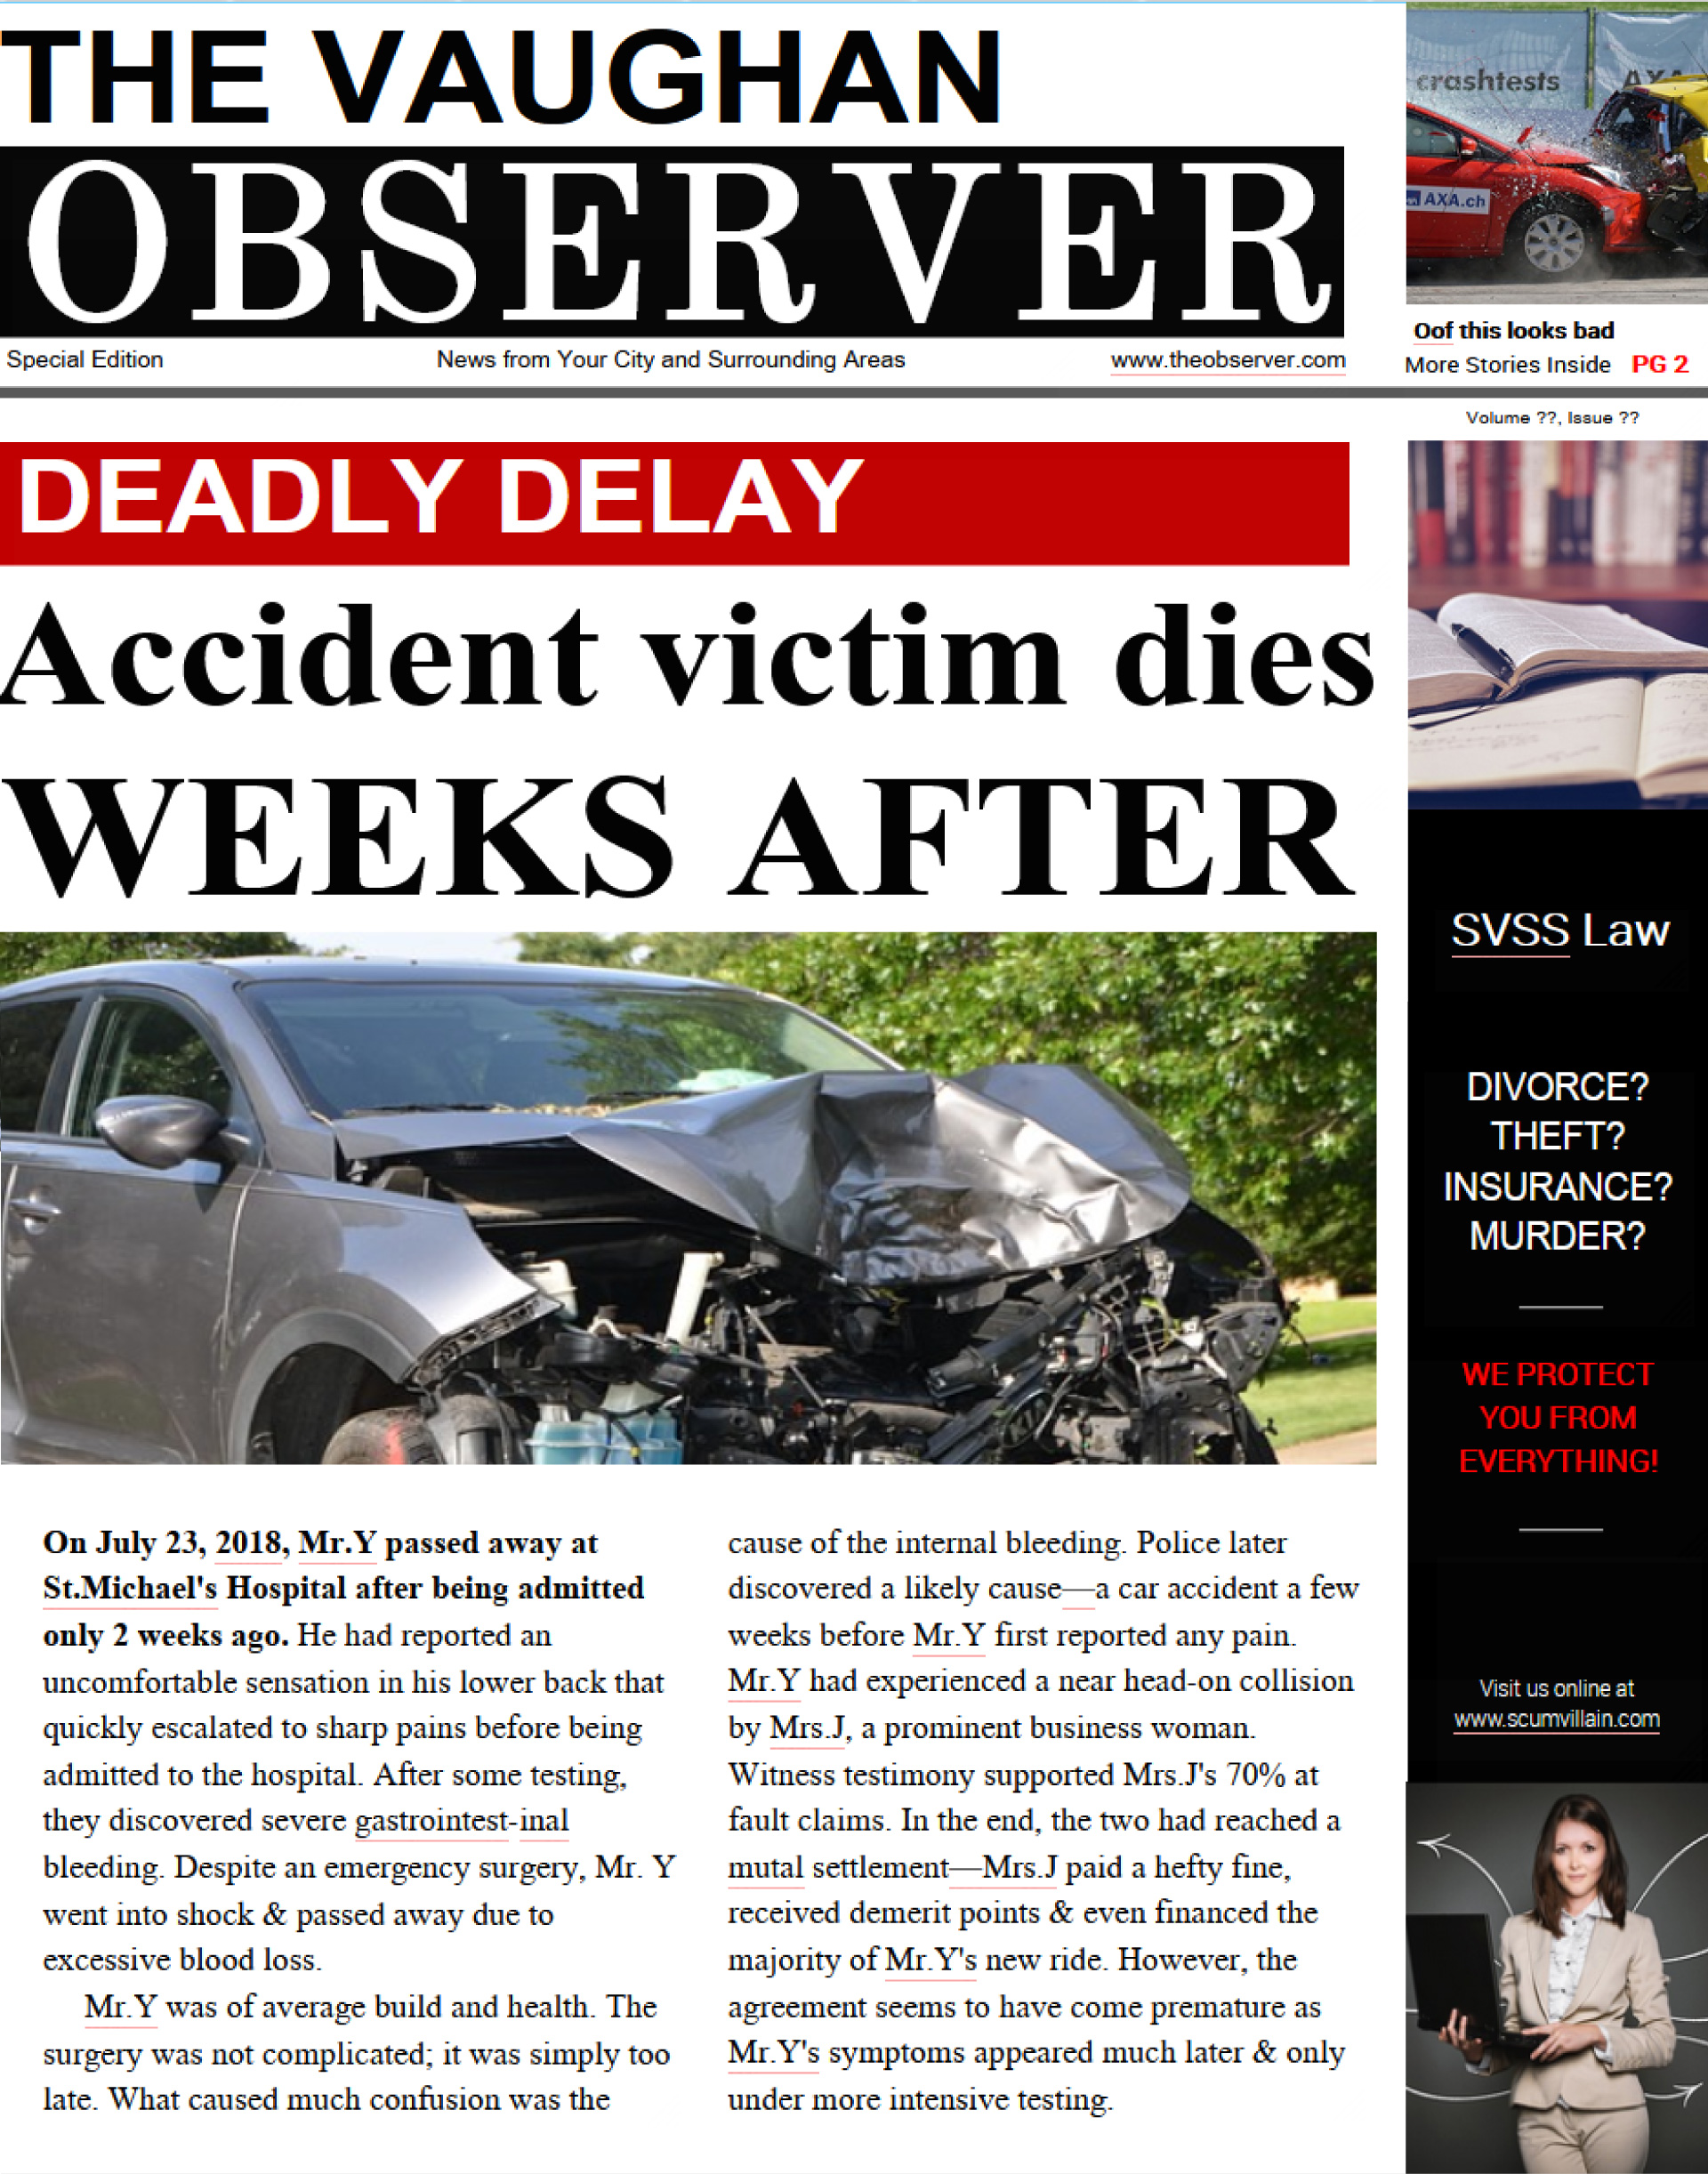 THE VAUGHAN
OBSERVER
Special Edition
News from Your City and Surrounding Areas
www.theobserver.com
crashtests
AXA
AXA.ch
Oof this looks bad
More Stories Inside PG 2
Volume ??, Issue ??
DEADLY DELAY
Accident victim dies
WEEKS AFTER
On July 23, 2018, Mr.Y passed away at
St.Michael's Hospital after being admitted
only 2 weeks ago. He had reported an
uncomfortable sensation in his lower back that
quickly escalated to sharp pains before being
admitted to the hospital. After some testing,
they discovered severe gastrointest-inal
bleeding. Despite an emergency surgery, Mr. Y
went into shock & passed away due to
excessive blood loss.
Mr.Y was of average build and health. The
surgery was not complicated; it was simply too
late. What caused much confusion was the
cause of the internal bleeding. Police later
discovered a likely cause—a car accident a few
weeks before Mr.Y first reported any pain.
Mr.Y had experienced a near head-on collision
by Mrs.J, a prominent business woman.
Witness testimony supported Mrs.J's 70% at
fault claims. In the end, the two had reached a
mutal settlement—Mrs.J paid a hefty fine,
received demerit points & even financed the
majority of Mr.Y's new ride. However, the
agreement seems to have come premature as
Mr.Y's symptoms appeared much later & only
under more intensive testing.
SVSS Law
DIVORCE?
THEFT?
INSURANCE?
MURDER?
WE PROTECT
YOU FROM
EVERYTHING!
Visit us online at
www.scumvillain.com